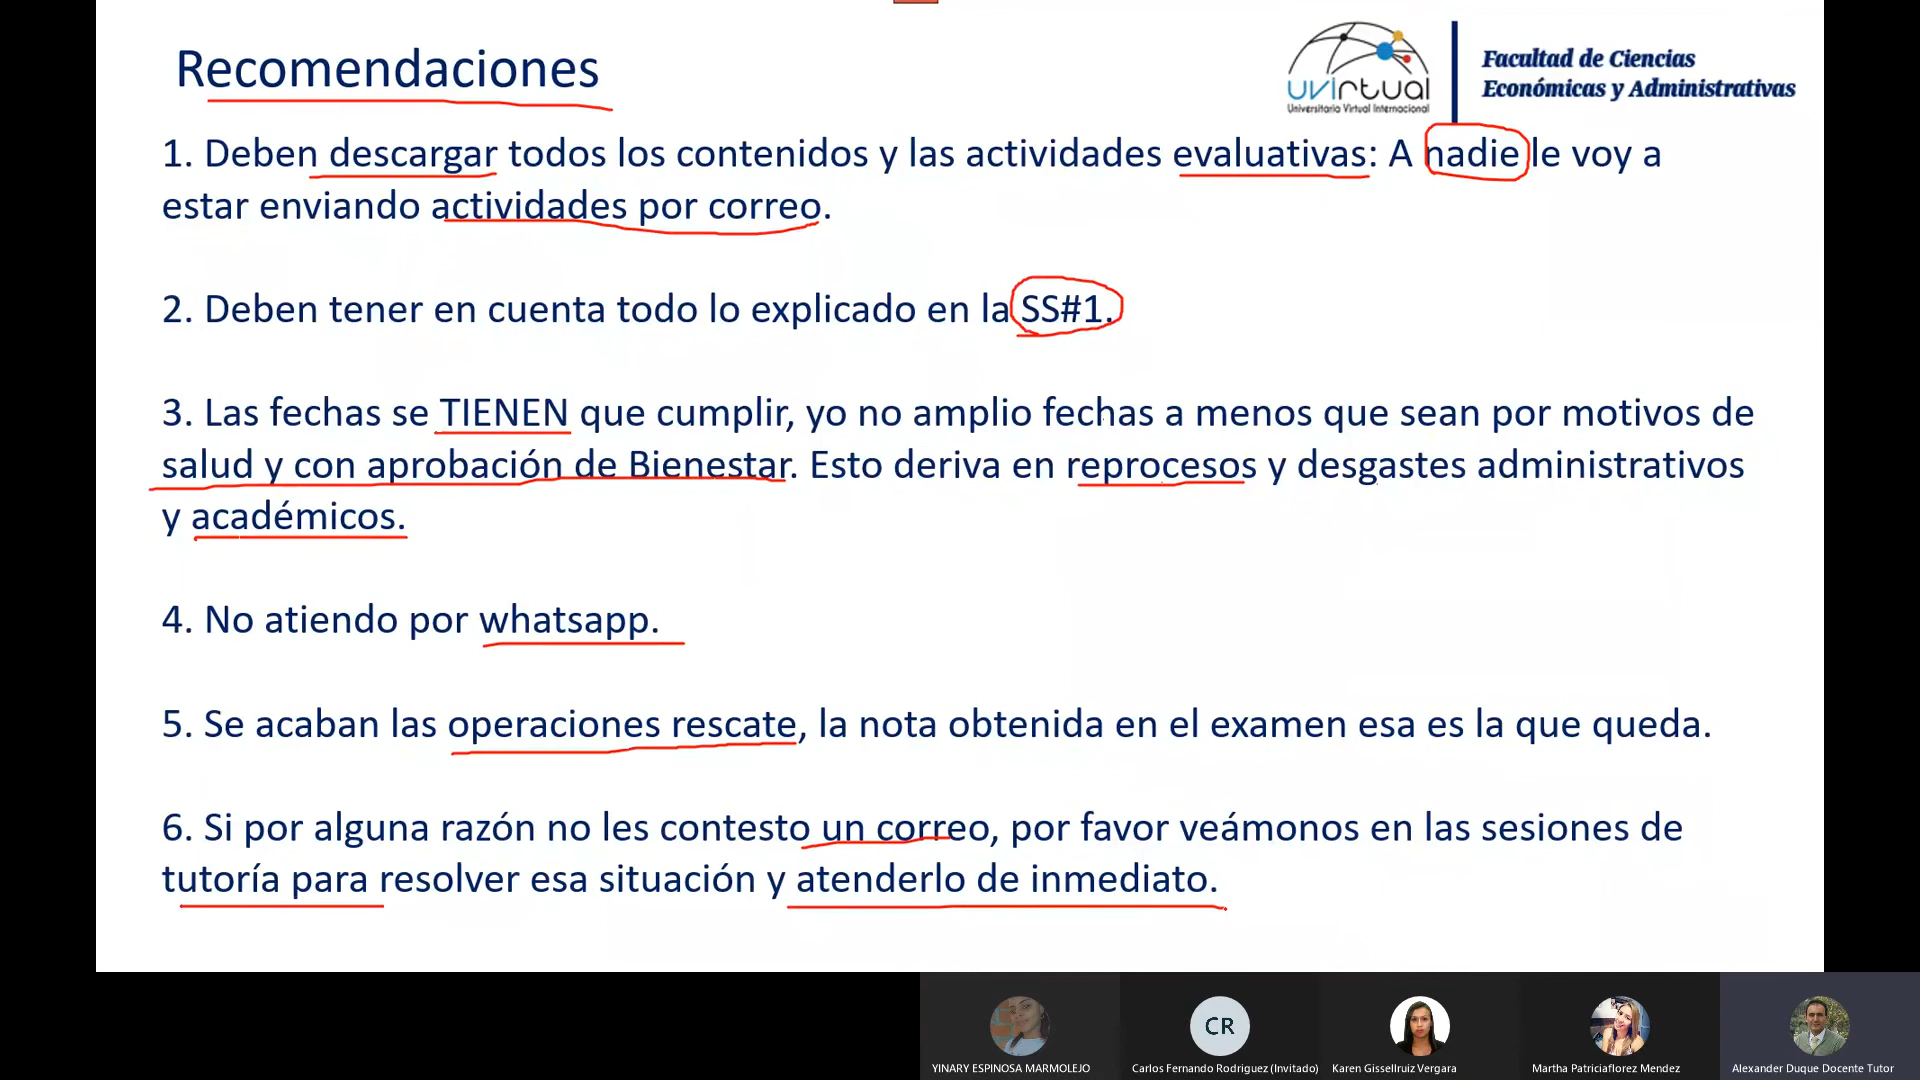 Recomendaciones
uvirtual
Universitaria Virtual Internacional
Facultad de Ciencias
Económicas y Administrativas
1. Deben descargar todos los contenidos y las actividades evaluativas: A nadie le voy a
estar enviando actividades por correo.
2. Deben tener en cuenta todo lo explicado en la SS#1.
3. Las fechas se TIENEN que cumplir, yo no amplio fechas a menos que sean por motivos de
salud y con aprobación de Bienestar. Esto deriva en reprocesos y desgastes administrativos
y académicos.
4. No atiendo por whatsapp.
5. Se acaban las operaciones rescate, la nota obtenida en el examen esa es la que queda.
6. Si por alguna razón no les contesto un correo, por favor veámonos en las sesiones de
tutoría para resolver esa situación y atenderlo de inmediato.
CR
YINARY ESPINOSA MARMOLEJO
Carlos Fernando Rodriguez (Invitado)
Karen Gissellruiz Vergara
Martha Patriciaflorez Mendez
Alexander Duque Docente Tutor